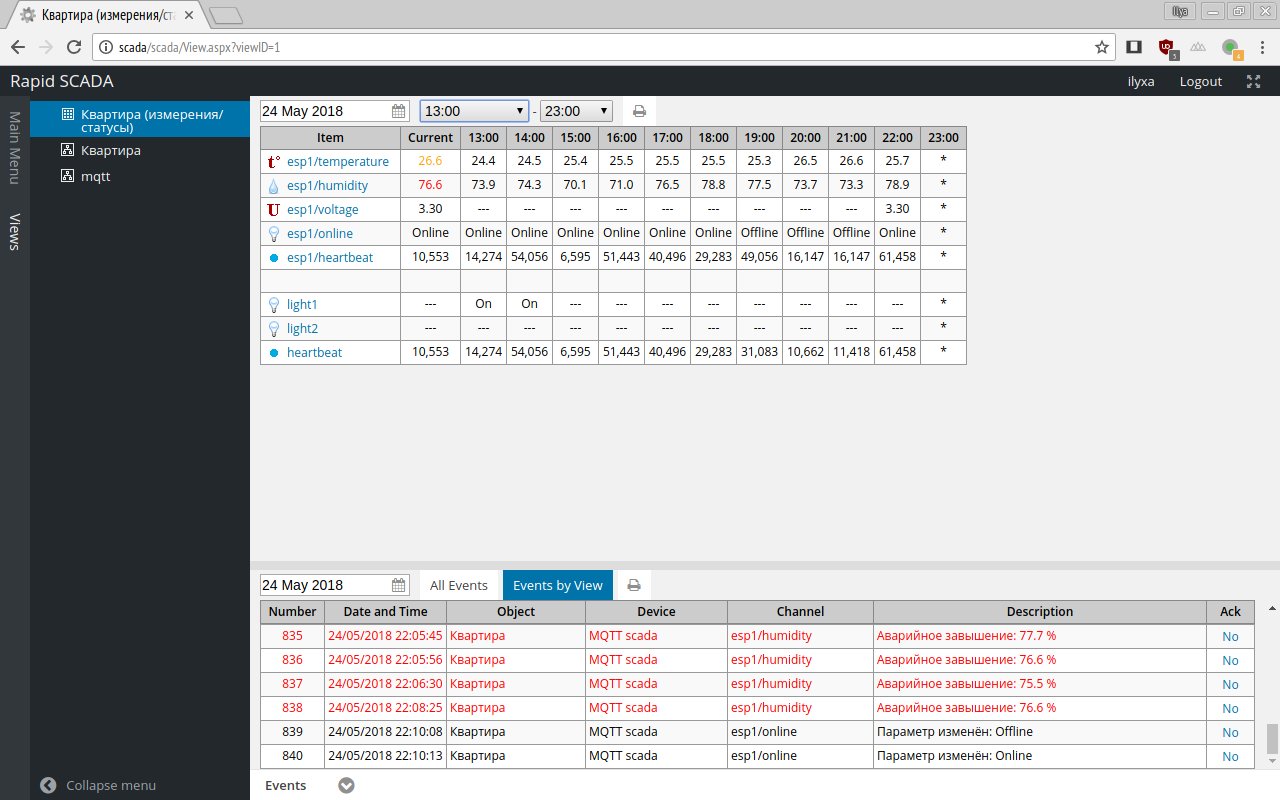 Квартира (измерения/ст
Ilya
scada/scada/View.aspx?viewID=1
Rapid SCADA
ilyxa Logout
Main Menu
Views
Квартира (измерения/
статусы)
Квартира
mqtt
Collapse menu
24 May 2018 13:00 - 23:00
Item Current 13:00 14:00 15:00 16:00 17:00 18:00 19:00 20:00 21:00 22:00 23:00
t° esp1/temperature 26.6 24.4 24.5 25.4 25.5 25.5 25.5 25.3 26.5 26.6 25.7 *
esp1/humidity 76.6 73.9 74.3 70.1 71.0 76.5 78.8 77.5 73.7 73.3 78.9 *
U esp1/voltage 3.30 --- --- --- --- --- --- --- --- --- 3.30 *
esp1/online Online Online Online Online Online Online Online Offline Offline Offline Online *
esp1/heartbeat 10,553 14,274 54,056 6,595 51,443 40,496 29,283 49,056 16,147 16,147 61,458 *
light1 --- On On --- --- --- --- --- --- --- --- *
light2 --- --- --- --- --- --- --- --- --- --- --- *
heartbeat 10,553 14,274 54,056 6,595 51,443 40,496 29,283 31,083 10,662 11,418 61,458 *
24 May 2018 All Events Events by View
Number Date and Time Object Device Channel Description Ack
835 24/05/2018 22:05:45 Квартира MQTT scada esp1/humidity Аварийное завышение: 77.7 % No
836 24/05/2018 22:05:56 Квартира MQTT scada esp1/humidity Аварийное завышение: 76.6 % No
837 24/05/2018 22:06:30 Квартира MQTT scada esp1/humidity Аварийное завышение: 75.5 % No
838 24/05/2018 22:08:25 Квартира MQTT scada esp1/humidity Аварийное завышение: 76.6 % No
839 24/05/2018 22:10:08 Квартира MQTT scada esp1/online Параметр изменён: Offline No
840 24/05/2018 22:10:13 Квартира MQTT scada esp1/online Параметр изменён: Online No
Events